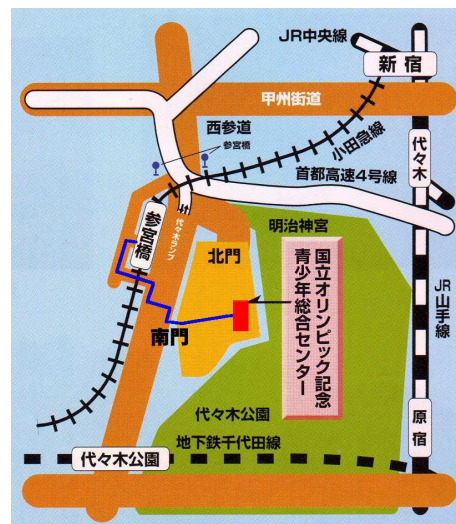 JR中央線
新宿
甲州街道
西参道
参宮橋
小田急線
代々木
首都高速4号線
参宮橋
代々木ランプ
明治神宮
北門
国立オリンピック記念
青少年総合センター
JR山手線
南門
代々木公園
原宿
地下鉄千代田線
代々木公園